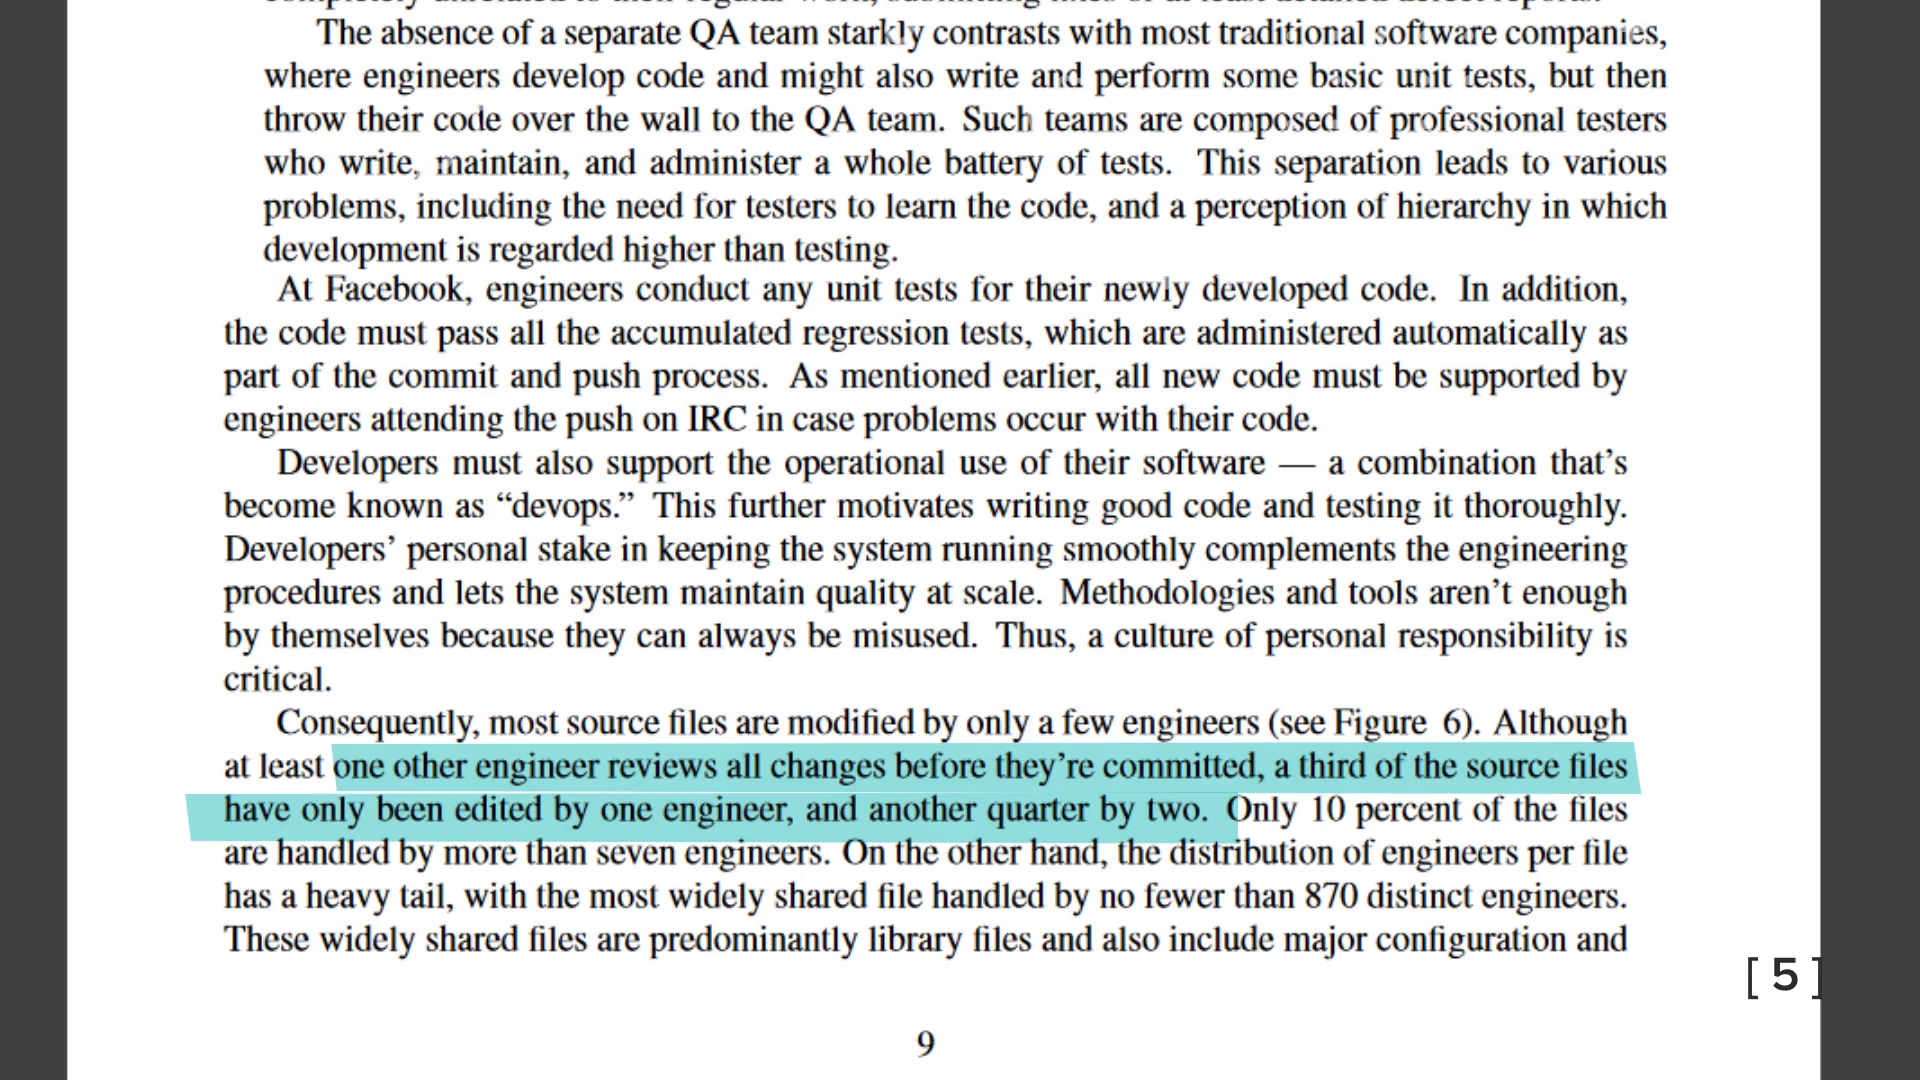 The absence of a separate QA team starkly contrasts with most traditional software companies,
where engineers develop code and might also write and perform some basic unit tests, but then
throw their code over the wall to the QA team. Such teams are composed of professional testers
who write, maintain, and administer a whole battery of tests. This separation leads to various
problems, including the need for testers to learn the code, and a perception of hierarchy in which
development is regarded higher than testing.
At Facebook, engineers conduct any unit tests for their newly developed code. In addition,
the code must pass all the accumulated regression tests, which are administered automatically as
part of the commit and push process. As mentioned earlier, all new code must be supported by
engineers attending the push on IRC in case problems occur with their code.
Developers must also support the operational use of their software — a combination that’s
become known as “devops.” This further motivates writing good code and testing it thoroughly.
Developers’ personal stake in keeping the system running smoothly complements the engineering
procedures and lets the system maintain quality at scale. Methodologies and tools aren’t enough
by themselves because they can always be misused. Thus, a culture of personal responsibility is
critical.
Consequently, most source files are modified by only a few engineers (see Figure 6). Although
at least one other engineer reviews all changes before they’re committed, a third of the source files
have only been edited by one engineer, and another quarter by two. Only 10 percent of the files
are handled by more than seven engineers. On the other hand, the distribution of engineers per file
has a heavy tail, with the most widely shared file handled by no fewer than 870 distinct engineers.
These widely shared files are predominantly library files and also include major configuration and
[ 5 ]
9